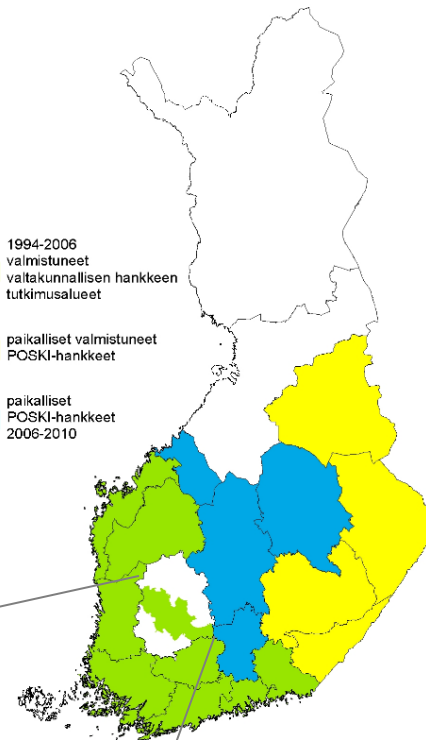 1994-2006
valmistuneet
valtakunnallisen hankkeen
tutkimusalueet
paikalliset valmistuneet
POSKI-hankkeet
paikalliset
POSKI-hankkeet
2006-2010